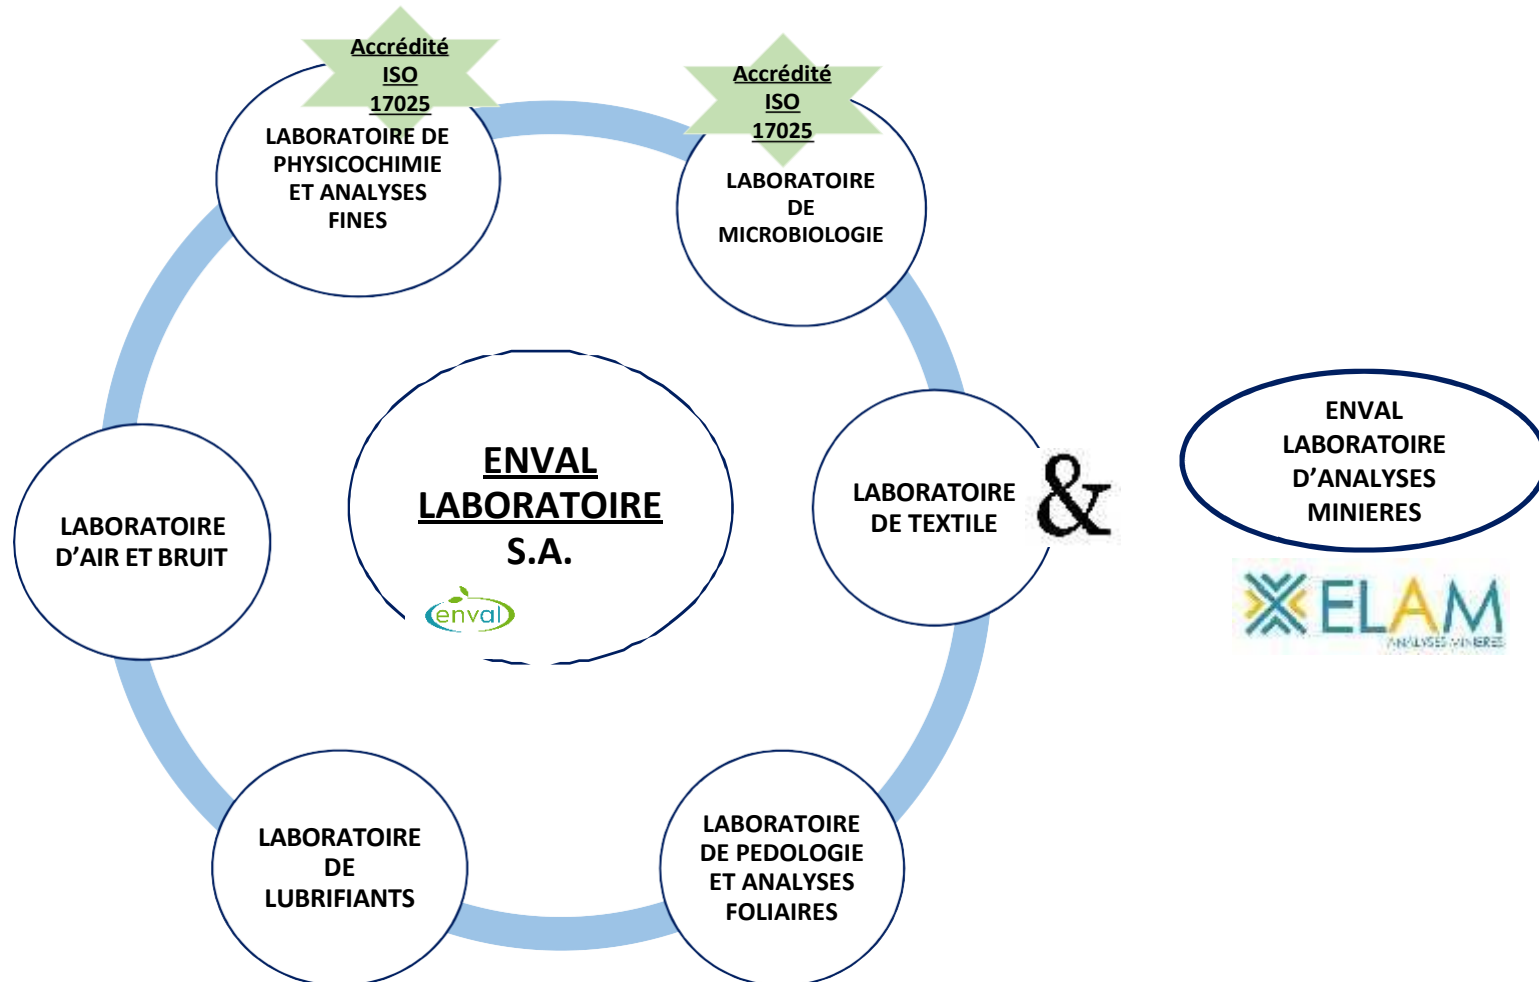 Accrédité
ISO
17025
LABORATOIRE DE
PHYSICOCHIMIE
ET ANALYSES
FINES
Accrédité
ISO
17025
LABORATOIRE
DE
MICROBIOLOGIE
ENVAL
LABORATOIRE
S.A.
enval
LABORATOIRE
DE TEXTILE
&
ENVAL
LABORATOIRE
D’ANALYSES
MINIERES
ELAM
ANALYSES MINIERES
LABORATOIRE
D’AIR ET BRUIT
LABORATOIRE
DE
LUBRIFIANTS
LABORATOIRE
DE PEDOLOGIE
ET ANALYSES
FOLIAIRES